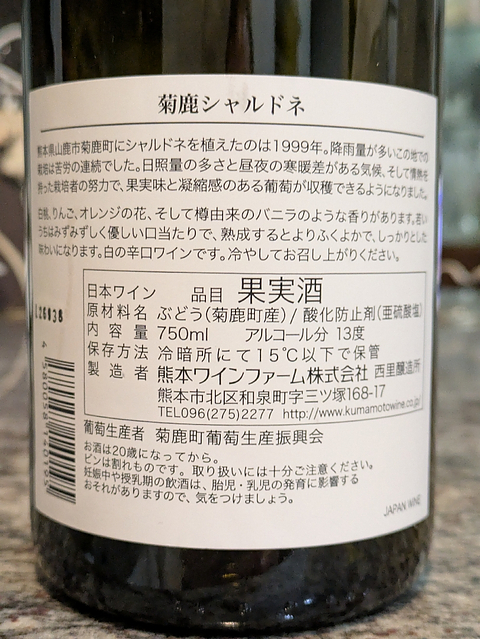 菊鹿シャルドネ
熊本県山鹿市菊鹿町にシャルドネを植えたのは1999年。降雨量が多いこの地での
栽培は苦労の連続でした。日照量の多さと昼夜の寒暖差がある気候、そして情熱を
持った栽培者の努力で、果実味と凝縮感のある葡萄が収穫できるようになりました。
白桃、りんご、オレンジの花、そして樽由来のバニラのような香りがあります。若い
うちはみずみずしく優しい口当たりで、熟成するとよりふくよかで、しっかりとした
味わいになります。白の辛口ワインです。冷やしてお召し上がりください。
日本ワイン 品目 果実酒
原材料名 ぶどう(菊鹿町産) / 酸化防止剤(亜硫酸塩)
内容量 750ml アルコール分 13度
保存方法 冷暗所にて15℃以下で保管
製造者 熊本ワインファーム株式会社 西里醸造所
熊本市北区和泉町字三ツ塚168-17
TEL096(275)2277 http://www.kumamotowine.co.jp
葡萄生産者 菊鹿町葡萄生産振興会
お酒は20歳になってから。
ビンは割れものです。取り扱いには十分ご注意ください。
妊娠中や授乳期の飲酒は、胎児・乳児の発育に影響する
おそれがありますので、気をつけましょう。
JAPAN WINE